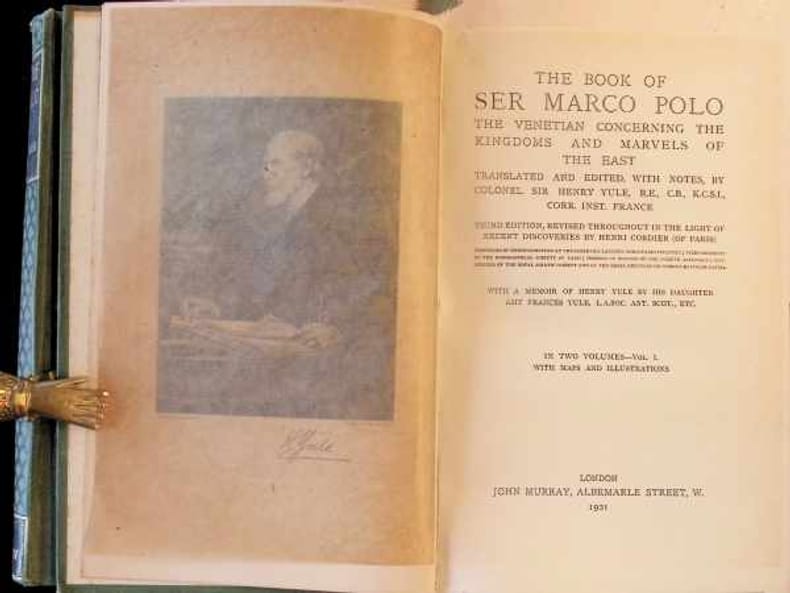 H Yule
THE BOOK OF
SER MARCO POLO
THE VENETIAN CONCERNING THE
KINGDOMS AND MARVELS OF
THE EAST
TRANSLATED AND EDITED, WITH NOTES, BY
COLONEL SIR HENRY YULE, R.E., C.B., K.C.S.I.,
CORR. INST. FRANCE
THIRD EDITION, REVISED THROUGHOUT IN THE LIGHT OF
RECENT DISCOVERIES BY HENRI CORDIER (OF PARIS)
WITH A MEMOIR OF HENRY YULE BY HIS DAUGHTER
AMY FRANCES YULE, L.A.SOC. ANT. SCOT., ETC.
IN TWO VOLUMES—VOL. I.
WITH MAPS AND ILLUSTRATIONS
LONDON
JOHN MURRAY, ALBEMARLE STREET, W.
1921